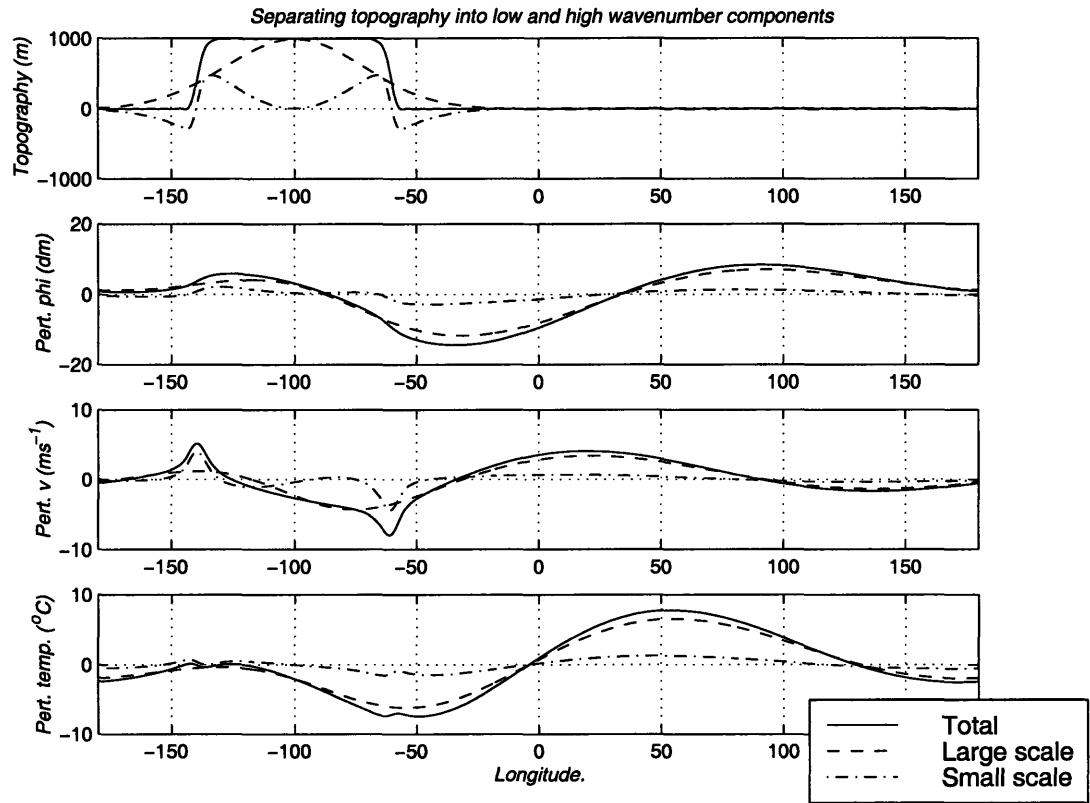 Separating topography into low and high wavenumber components
Topography (m)
1000
0
−1000
−150 −100 −50 0 50 100 150
Pert. phi (dm)
20
0
−20
−150 −100 −50 0 50 100 150
Pert. v (ms⁻¹)
10
0
−10
−150 −100 −50 0 50 100 150
Pert. temp. (°C)
10
0
−10
−150 −100 −50 0 50 100
Longitude.
Total
Large scale
Small scale